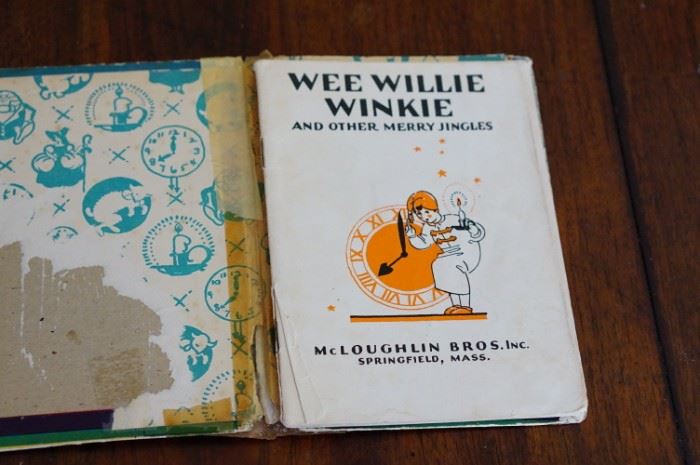 WEE WILLIE
WINKIE
AND OTHER MERRY JINGLES
McLOUGHLIN BROS. INC.
SPRINGFIELD, MASS.